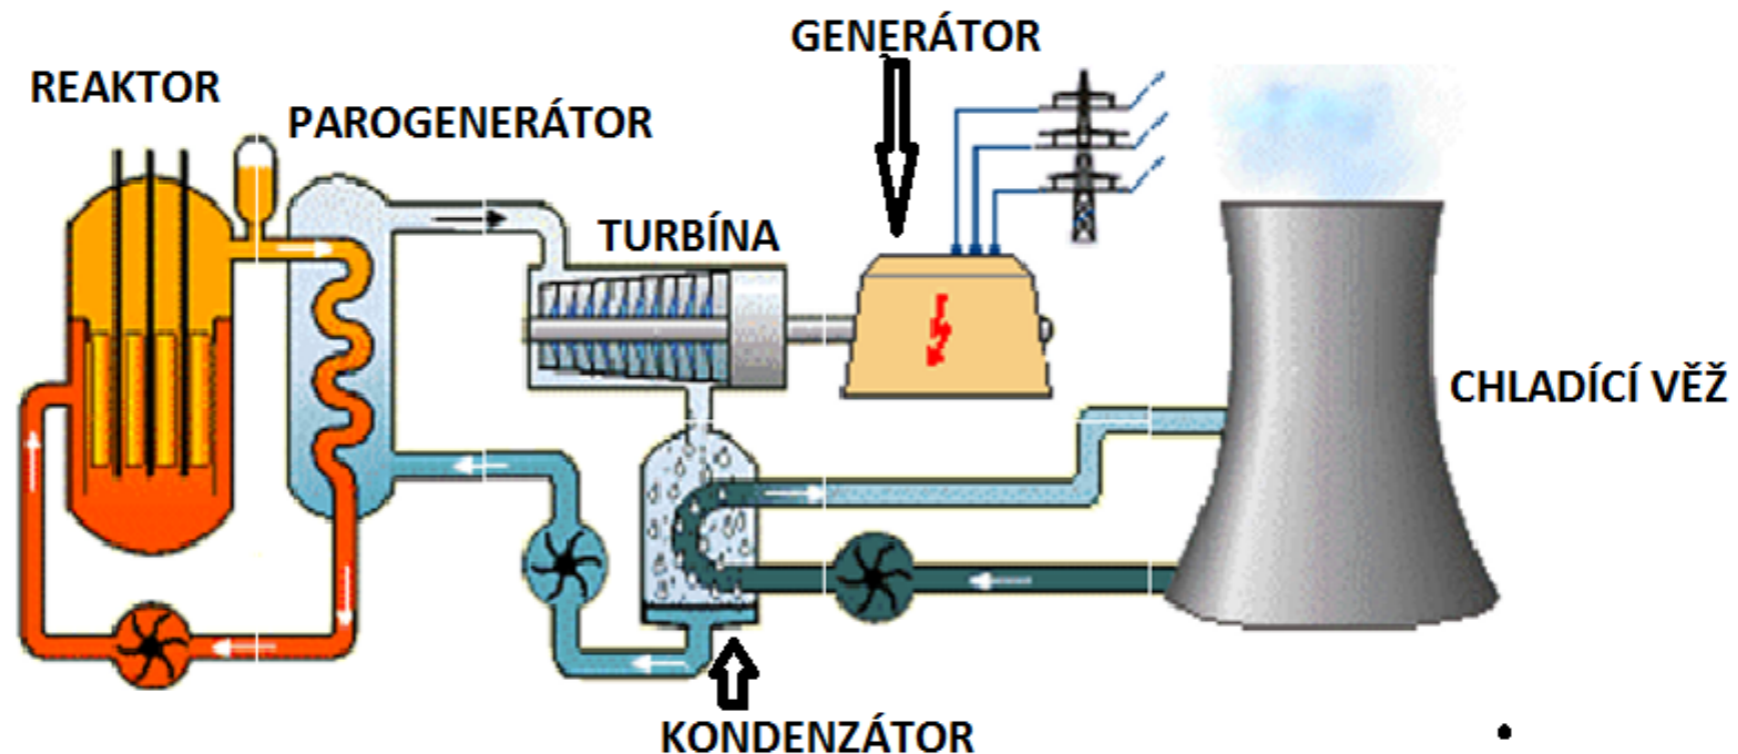 GENERÁTOR
REAKTOR
PAROGENERÁTOR
TURBÍNA
CHLADÍCÍ VĚŽ
KONDENZÁTOR